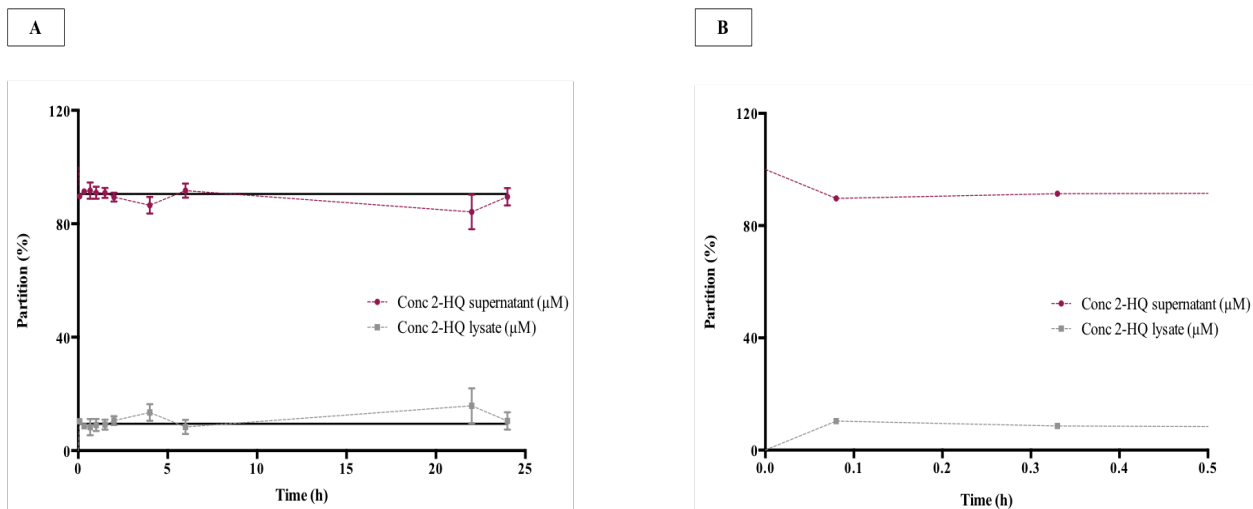 A
120
80
40
0
Partition (%)
Conc 2-HQ supernatant (µM)
Conc 2-HQ lysate (µM)
0 5 10 15 20 25
Time (h)
B
120
80
40
0
Partition (%)
Conc 2-HQ supernatant (µM)
Conc 2-HQ lysate (µM)
0.0 0.1 0.2 0.3 0.4 0.5
Time (h)